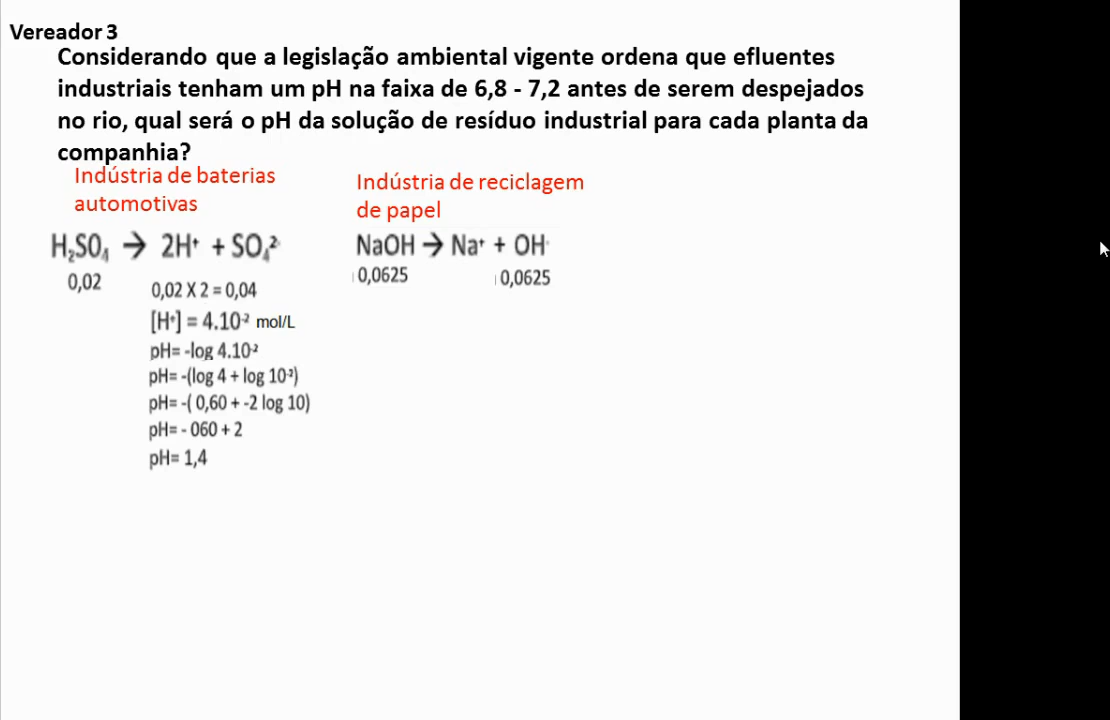 Vereador 3
Considerando que a legislação ambiental vigente ordena que efluentes
industriais tenham um pH na faixa de 6,8 - 7,2 antes de serem despejados
no rio, qual será o pH da solução de resíduo industrial para cada planta da
companhia?
Indústria de baterias
automotivas
H₂SO₄ → 2H⁺ + SO₄²⁻
0,02
0,02 X 2 = 0,04
[H⁺] = 4.10⁻² mol/L
pH= -log 4.10⁻²
pH= -(log 4 + log 10⁻²)
pH= -( 0,60 + -2 log 10)
pH= - 060 + 2
pH= 1,4
Indústria de reciclagem
de papel
NaOH → Na⁺ + OH⁻
0,0625 0,0625